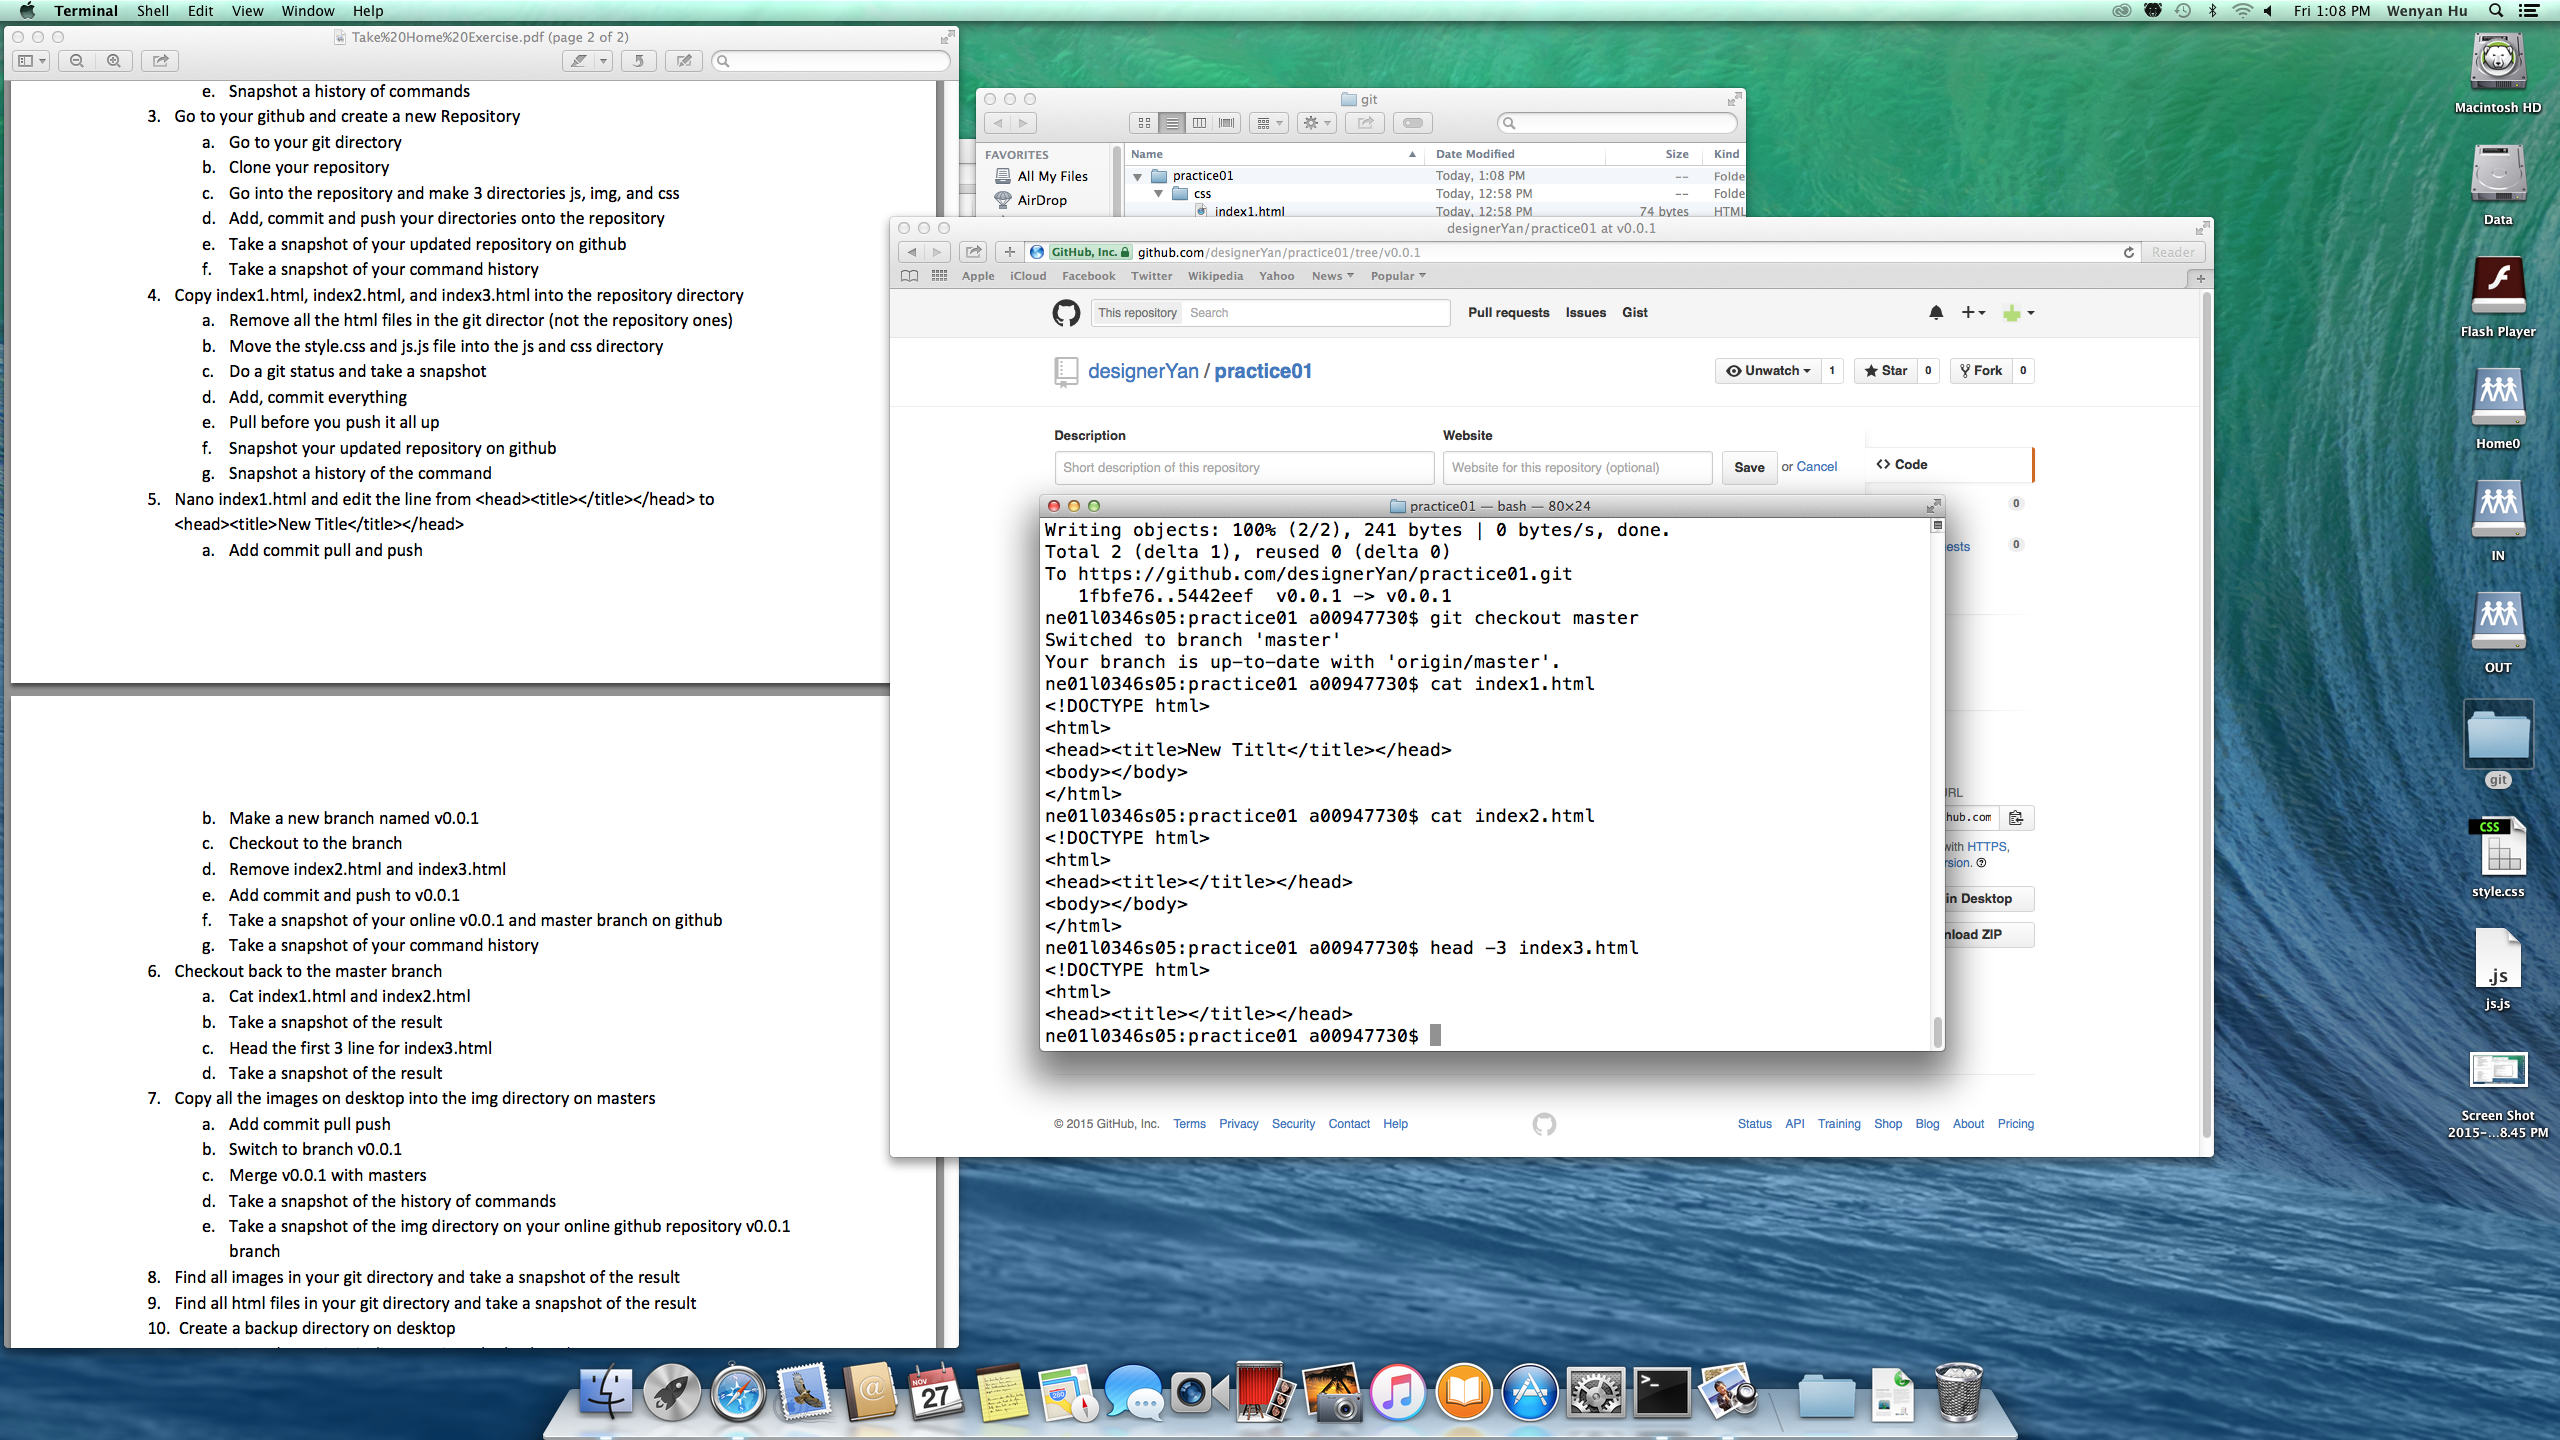 Terminal Shell Edit View Window Help
Fri 1:08 PM Wenyan Hu
Take%20Home%20Exercise.pdf (page 2 of 2)
e. Snapshot a history of commands
3. Go to your github and create a new Repository
a. Go to your git directory
b. Clone your repository
c. Go into the repository and make 3 directories js, img, and css
d. Add, commit and push your directories onto the repository
e. Take a snapshot of your updated repository on github
f. Take a snapshot of your command history
4. Copy index1.html, index2.html, and index3.html into the repository directory
a. Remove all the html files in the git director (not the repository ones)
b. Move the style.css and js.js file into the js and css directory
c. Do a git status and take a snapshot
d. Add, commit everything
e. Pull before you push it all up
f. Snapshot your updated repository on github
g. Snapshot a history of the command
5. Nano index1.html and edit the line from <head><title></title></head> to
<head><title>New Title</title></head>
a. Add commit pull and push
b. Make a new branch named v0.0.1
c. Checkout to the branch
d. Remove index2.html and index3.html
e. Add commit and push to v0.0.1
f. Take a snapshot of your online v0.0.1 and master branch on github
g. Take a snapshot of your command history
6. Checkout back to the master branch
a. Cat index1.html and index2.html
b. Take a snapshot of the result
c. Head the first 3 line for index3.html
d. Take a snapshot of the result
7. Copy all the images on desktop into the img directory on masters
a. Add commit pull push
b. Switch to branch v0.0.1
c. Merge v0.0.1 with masters
d. Take a snapshot of the history of commands
e. Take a snapshot of the img directory on your online github repository v0.0.1
branch
8. Find all images in your git directory and take a snapshot of the result
9. Find all html files in your git directory and take a snapshot of the result
10. Create a backup directory on desktop
git
FAVORITES
All My Files
AirDrop
Name Date Modified Size Kind
practice01 Today, 1:08 PM -- Folde
css Today, 12:58 PM -- Folde
index1.html Today, 12:58 PM 74 bytes HTML
designerYan/practice01 at v0.0.1
GitHub, Inc. github.com/designerYan/practice01/tree/v0.0.1 Reader
Apple iCloud Facebook Twitter Wikipedia Yahoo News Popular
This repository Search Pull requests Issues Gist
designerYan / practice01 Unwatch 1 Star 0 Fork 0
Description Website
Short description of this repository Website for this repository (optional) Save or Cancel
<> Code
0
ests 0
URL
hub.com
with HTTPS,
rsion.
in Desktop
nload ZIP
practice01 — bash — 80×24
Writing objects: 100% (2/2), 241 bytes | 0 bytes/s, done.
Total 2 (delta 1), reused 0 (delta 0)
To https://github.com/designerYan/practice01.git
1fbfe76..5442eef v0.0.1 -> v0.0.1
ne01l0346s05:practice01 a00947730$ git checkout master
Switched to branch 'master'
Your branch is up-to-date with 'origin/master'.
ne01l0346s05:practice01 a00947730$ cat index1.html
<!DOCTYPE html>
<html>
<head><title>New Titlt</title></head>
<body></body>
</html>
ne01l0346s05:practice01 a00947730$ cat index2.html
<!DOCTYPE html>
<html>
<head><title></title></head>
<body></body>
</html>
ne01l0346s05:practice01 a00947730$ head -3 index3.html
<!DOCTYPE html>
<html>
<head><title></title></head>
ne01l0346s05:practice01 a00947730$
© 2015 GitHub, Inc. Terms Privacy Security Contact Help
Status API Training Shop Blog About Pricing
Macintosh HD
Data
Flash Player
Home0
IN
OUT
git
CSS
style.css
.js
js.js
Screen Shot
2015-...8.45 PM
NOV
27